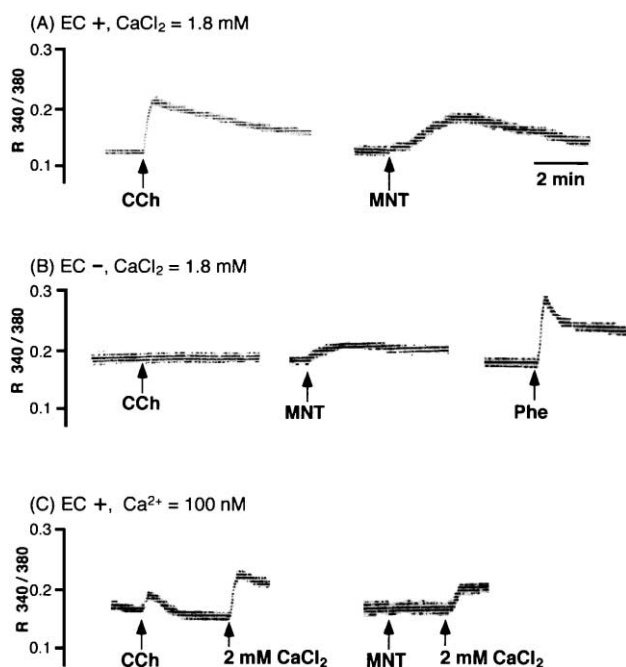 (A) EC +, CaCl₂ = 1.8 mM
0.3
0.2
0.1
R 340 / 380
CCh
MNT
2 min
(B) EC −, CaCl₂ = 1.8 mM
0.3
0.2
0.1
R 340 / 380
CCh
MNT
Phe
(C) EC +, Ca²⁺ = 100 nM
0.3
0.2
0.1
R 340 / 380
CCh
2 mM CaCl₂
MNT
2 mM CaCl₂